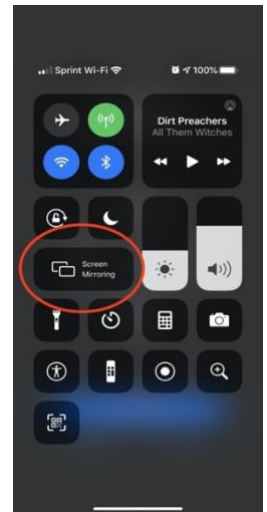 Sprint Wi-Fi 100%
Dirt Preachers
All Them Witches
Screen
Mirroring